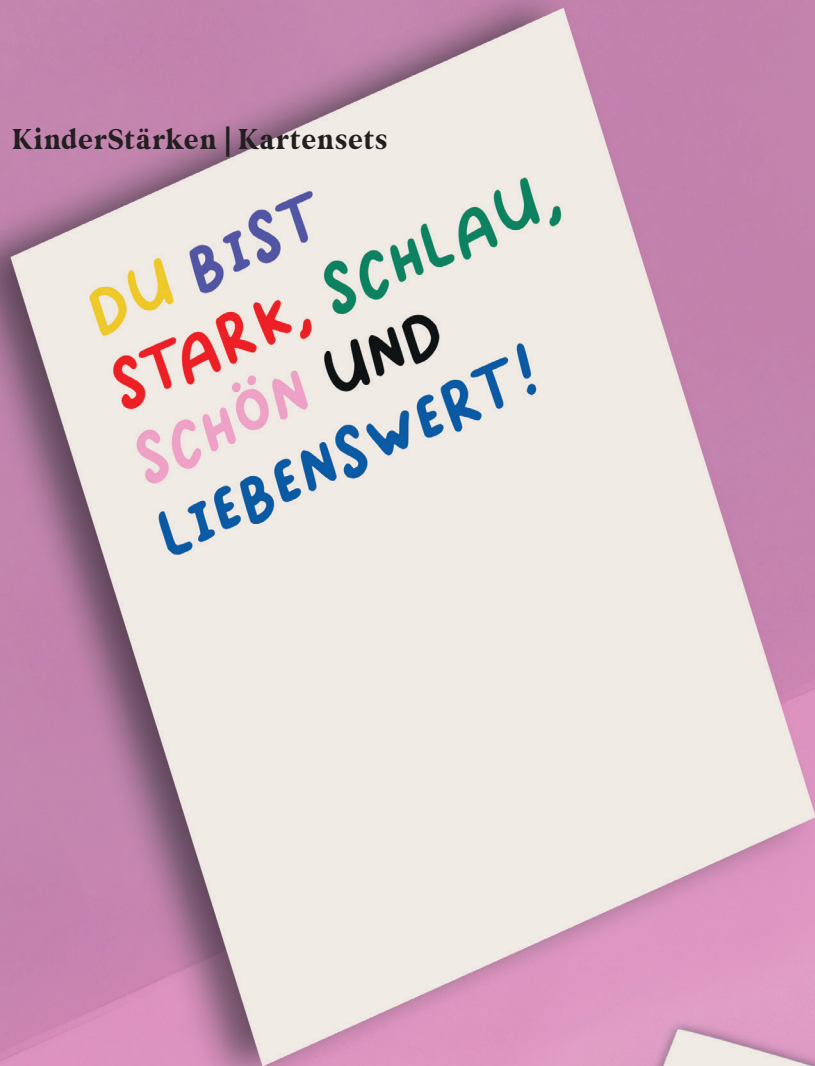 KinderStärken | Kartensets
DU BIST
STARK, SCHLAU,
SCHÖN UND
LIEBENSWERT!